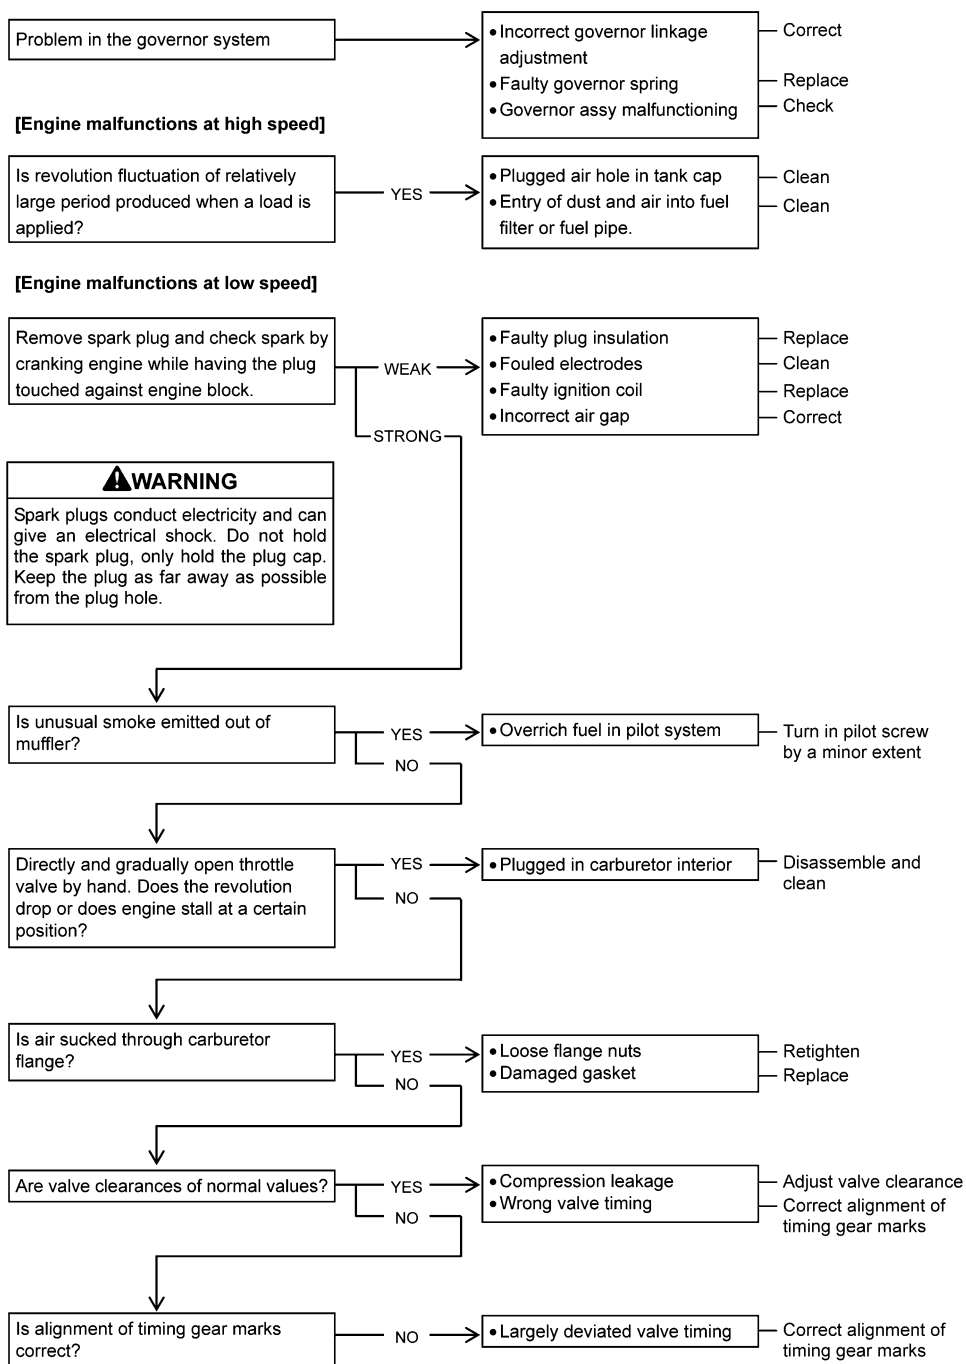 Problem in the governor system
• Incorrect governor linkage
adjustment
• Faulty governor spring
• Governor assy malfunctioning
Correct
Replace
Check
[Engine malfunctions at high speed]
Is revolution fluctuation of relatively
large period produced when a load is
applied?
YES
• Plugged air hole in tank cap
• Entry of dust and air into fuel
filter or fuel pipe.
Clean
Clean
[Engine malfunctions at low speed]
Remove spark plug and check spark by
cranking engine while having the plug
touched against engine block.
WEAK
• Faulty plug insulation
• Fouled electrodes
• Faulty ignition coil
• Incorrect air gap
Replace
Clean
Replace
Correct
STRONG
WARNING
Spark plugs conduct electricity and can
give an electrical shock. Do not hold
the spark plug, only hold the plug cap.
Keep the plug as far away as possible
from the plug hole.
Is unusual smoke emitted out of
muffler?
YES
• Overrich fuel in pilot system
Turn in pilot screw
by a minor extent
NO
Directly and gradually open throttle
valve by hand. Does the revolution
drop or does engine stall at a certain
position?
YES
• Plugged in carburetor interior
Disassemble and
clean
NO
Is air sucked through carburetor
flange?
YES
• Loose flange nuts
• Damaged gasket
Retighten
Replace
NO
Are valve clearances of normal values?
YES
• Compression leakage
• Wrong valve timing
Adjust valve clearance
Correct alignment of
timing gear marks
NO
Is alignment of timing gear marks
correct?
NO
• Largely deviated valve timing
Correct alignment of
timing gear marks